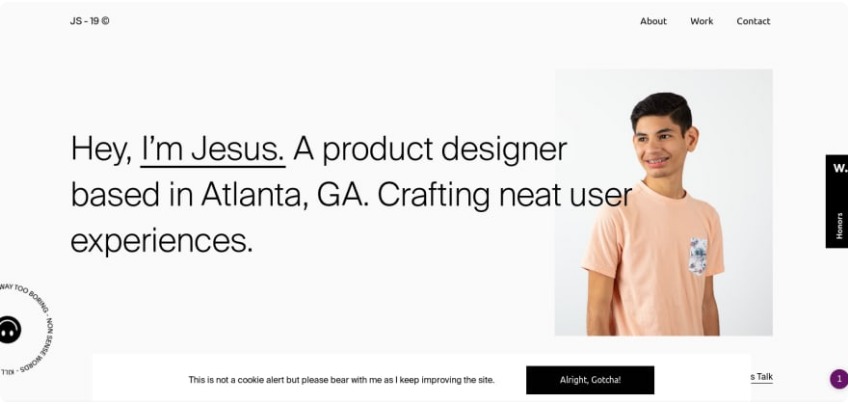 JS - 19 ©
About Work Contact
Hey, I'm Jesus. A product designer
based in Atlanta, GA. Crafting neat user
experiences.
W.
Honors
WAY TOO BORING - NON SENSE WORDS - KILL
This is not a cookie alert but please bear with me as I keep improving the site.
Alright, Gotcha!
s Talk
1